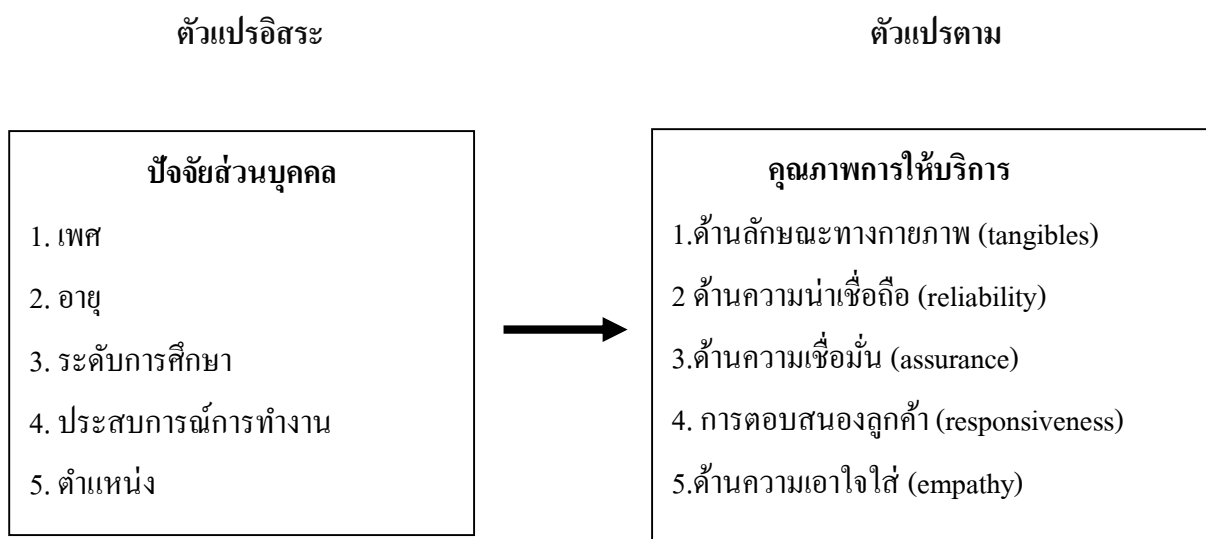 ตัวแปรอิสระ
ตัวแปรตาม
ปัจจัยส่วนบุคคล
1. เพศ
2. อายุ
3. ระดับการศึกษา
4. ประสบการณ์การทำงาน
5. ตำแหน่ง
คุณภาพการให้บริการ
1.ด้านลักษณะทางกายภาพ (tangibles)
2 ด้านความน่าเชื่อถือ (reliability)
3.ด้านความเชื่อมั่น (assurance)
4. การตอบสนองลูกค้า (responsiveness)
5.ด้านความเอาใจใส่ (empathy)